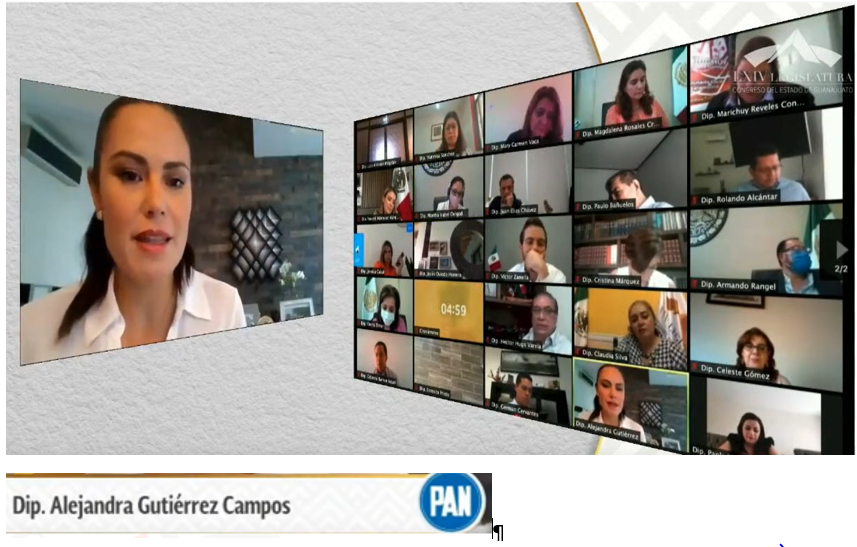 LXIV LEGISLATURA
CONGRESO DEL ESTADO DE GUANAJUATO
Dip. Magdalena Rosales Cr...
Dip. Marichuy Reveles Con...
Dip. Mary Carmen Vaca
Dip. Juan Elías Chávez
Dip. Paulo Bañuelos
Dip. Rolando Alcántar
Dip. Víctor Zanella
Dip. Cristina Márquez
Dip. Armando Rangel
2/2
04:59
Cronómetro
Dip. Héctor Hugo Varela
Dip. Claudia Silva
Dip. Celeste Gómez
Dip. Germán Cervantes
Dip. Alejandra Gutiérrez
Dip. Alejandra Gutiérrez Campos
PAN
¶